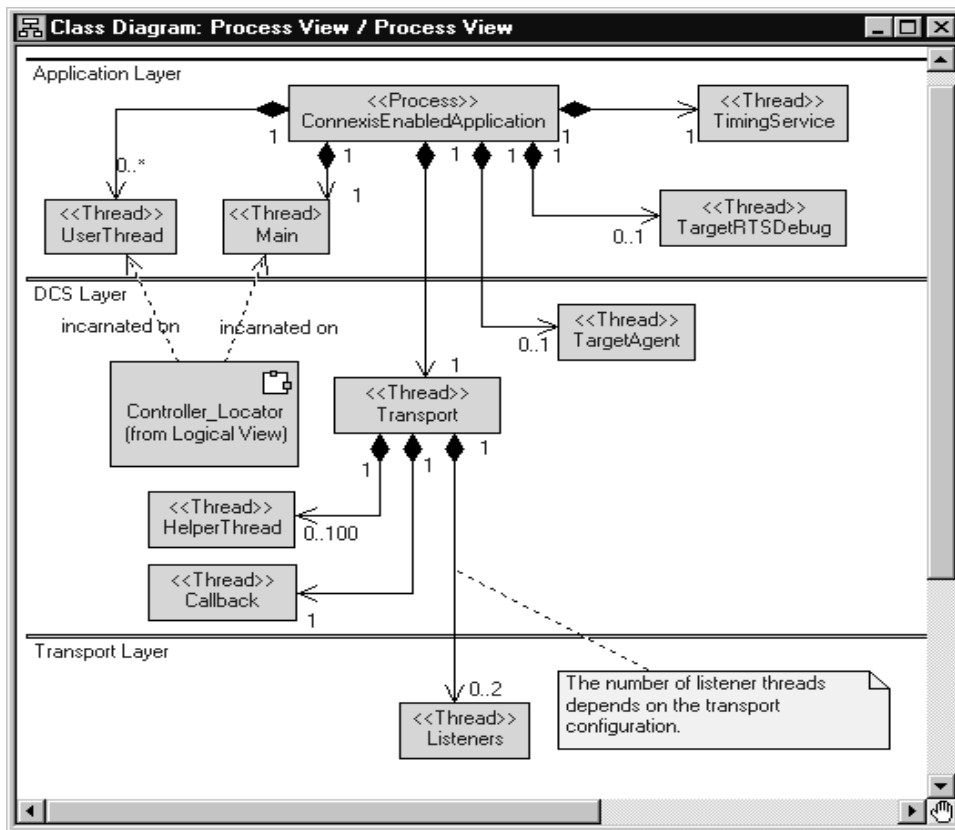 Class Diagram: Process View / Process View
Application Layer
<<Process>>
ConnexisEnabledApplication
<<Thread>>
TimingService
1
1
1
1
1
1
1
0..*
1
<<Thread>>
UserThread
<<Thread>
Main
<<Thread>>
TargetRTSDebug
0..1
DCS Layer
incarnated on
incarnated on
<<Thread>>
TargetAgent
0..1
1
Controller_Locator
(from Logical View)
<<Thread>>
Transport
1
1
1
<<Thread>>
HelperThread
0..100
<<Thread>>
Callback
1
Transport Layer
0..2
<<Thread>>
Listeners
The number of listener threads
depends on the transport
configuration.